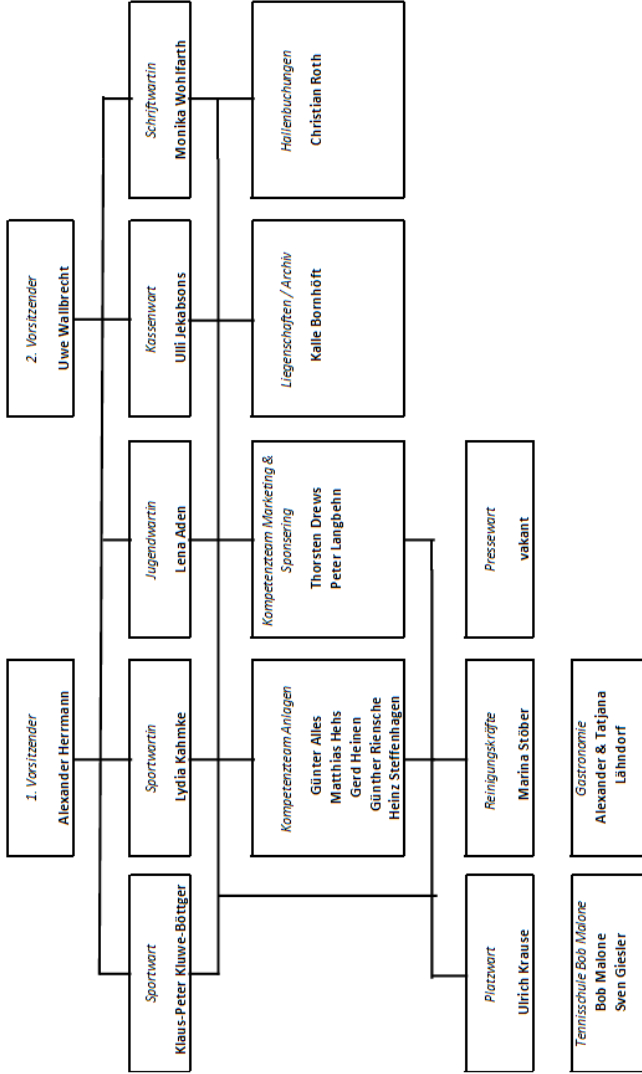 1. Vorsitzender
Alexander Herrmann
2. Vorsitzender
Uwe Wallbrecht
Sportwart
Klaus-Peter Kluwe-Böttger
Sportwartin
Lydia Kahmke
Jugendwartin
Lena Aden
Kassenwart
Ulli Jekabsons
Schriftwartin
Monika Wohlfarth
Kompetenzteam Anlagen
Günter Alles
Matthias Hehs
Gerd Heinen
Günther Riensche
Heinz Steffenhagen
Kompetenzteam Marketing &
Sponsering
Thorsten Drews
Peter Langbehn
Liegenschaften / Archiv
Kalle Bornhöft
Hallenbuchungen
Christian Roth
Platzwart
Ulrich Krause
Reinigungskräfte
Marina Stöber
Pressewart
vakant
Tennisschule Bob Malone
Bob Malone
Sven Giesler
Gastronomie
Alexander & Tatjana
Lähndorf